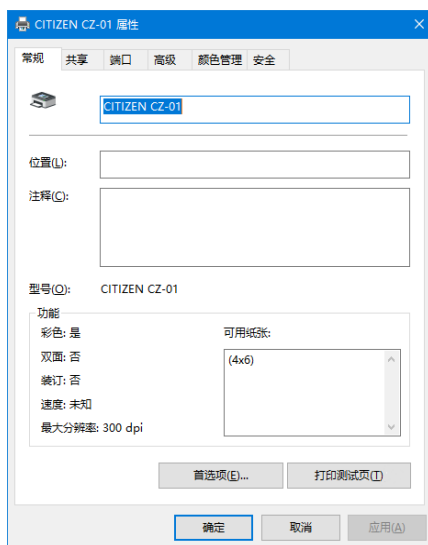 CITIZEN CZ-01 属性
常规 共享 端口 高级 颜色管理 安全
CITIZEN CZ-01
位置(L):
注释(C):
型号(O): CITIZEN CZ-01
功能
彩色: 是 可用纸张:
双面: 否 (4x6)
装订: 否
速度: 未知
最大分辨率: 300 dpi
首选项(E)... 打印测试页(T)
确定 取消 应用(A)